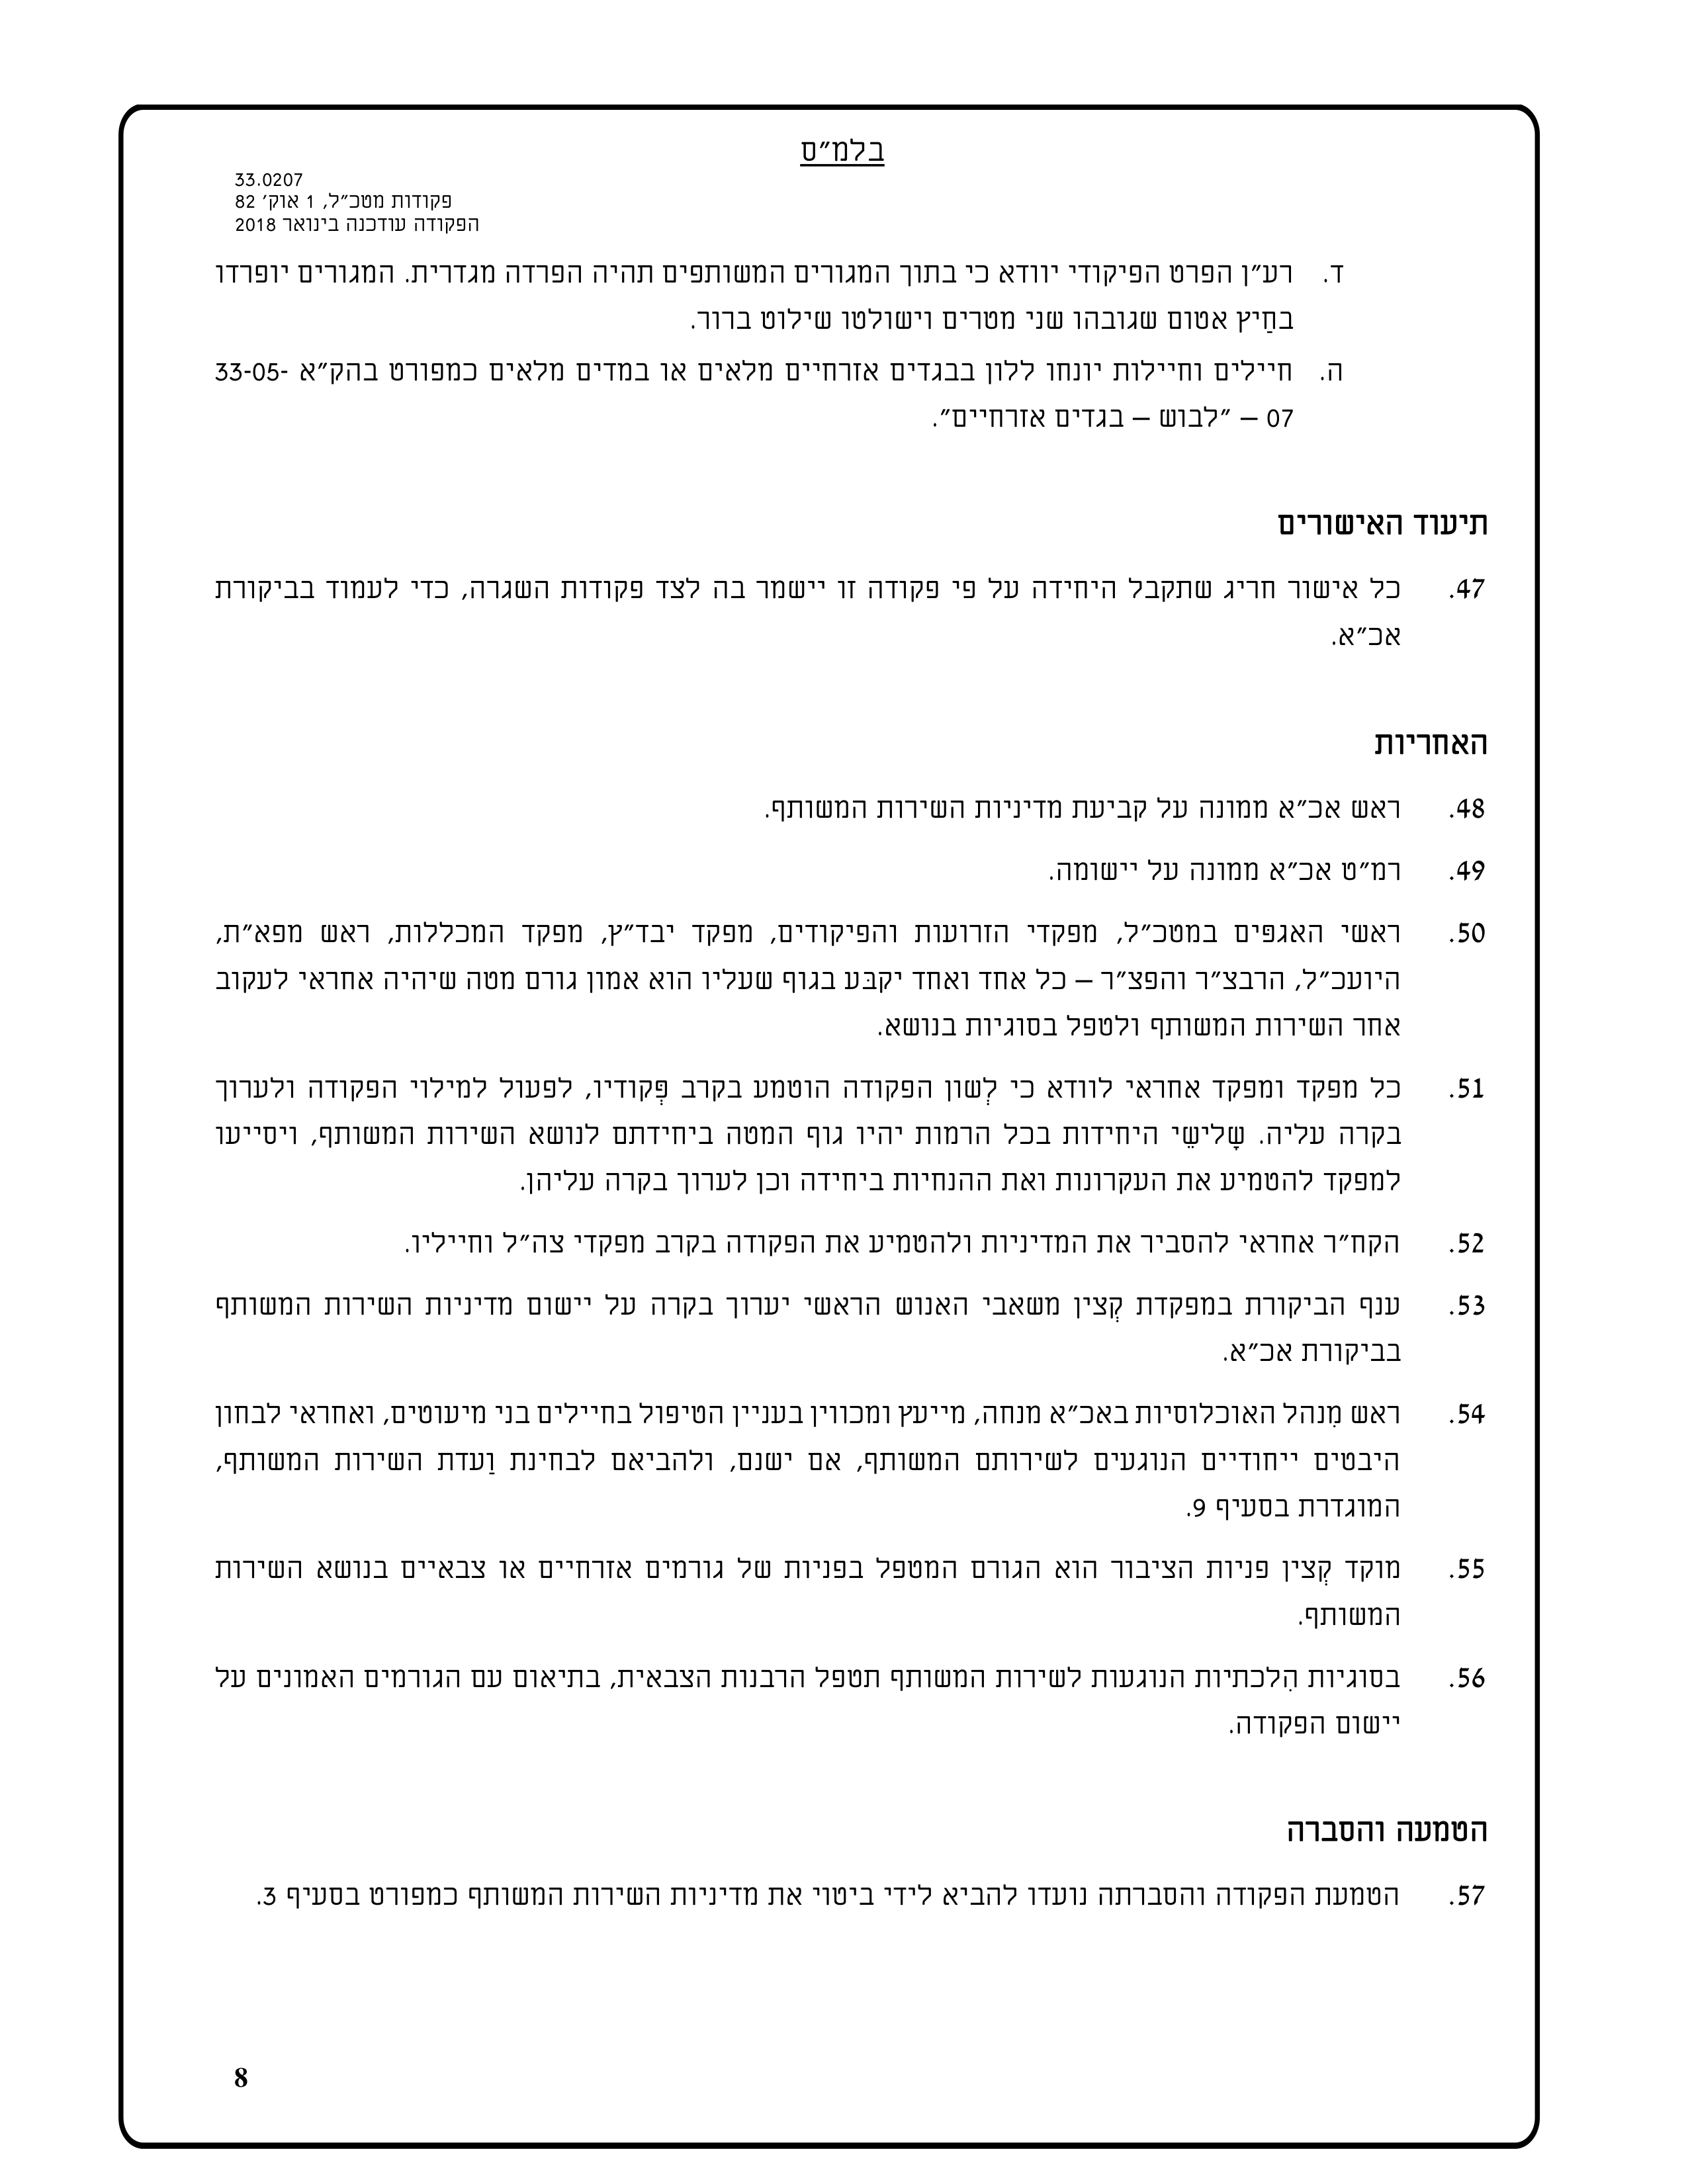 בלמ"ס
33.0207
פקודות מטכ"ל, 1 אוק' 82
הפקודה עודכנה בינואר 2018
ד. רע"ן הפרט הפיקודי יוודא כי בתוך המגורים המשותפים תהיה הפרדה מגדרית. המגורים יופרדו
בחַיץ אטום שגובהו שני מטרים וישולטו שילוט ברור.
ה. חיילים וחיילות יונחו ללון בבגדים אזרחיים מלאים או במדים מלאים כמפורט בהק"א 33-05-
07 – "לבוש – בגדים אזרחיים".
תיעוד האישורים
47. כל אישור חריג שתקבל היחידה על פי פקודה זו יישמר בה לצד פקודות השגרה, כדי לעמוד בביקורת
אכ"א.
האחריות
48. ראש אכ"א ממונה על קביעת מדיניות השירות המשותף.
49. רמ"ט אכ"א ממונה על יישומה.
50. ראשי האגפּים במטכ"ל, מפקדי הזרועות והפיקודים, מפקד יבד"ץ, מפקד המכללות, ראש מפא"ת,
היועכ"ל, הרבצ"ר והפצ"ר – כל אחד ואחד יקבּע בגוף שעליו הוא אמון גורם מטה שיהיה אחראי לעקוב
אחר השירות המשותף ולטפל בסוגיות בנושא.
51. כל מפקד ומפקד אחראי לוודא כי לְשון הפקודה הוטמע בקרב פְּקודיו, לפעול למילוי הפקודה ולערוך
בקרה עליה. שָלישֵי היחידות בכל הרמות יהיו גוף המטה ביחידתם לנושא השירות המשותף, ויסייעו
למפקד להטמיע את העקרונות ואת ההנחיות ביחידה וכן לערוך בקרה עליהן.
52. הקח"ר אחראי להסביר את המדיניות ולהטמיע את הפקודה בקרב מפקדי צה"ל וחייליו.
53. ענף הביקורת במפקדת קְצין משאבי האנוש הראשי יערוך בקרה על יישום מדיניות השירות המשותף
בביקורת אכ"א.
54. ראש מִנהל האוכלוסיות באכ"א מנחה, מייעץ ומכווין בעניין הטיפול בחיילים בני מיעוטים, ואחראי לבחון
היבטים ייחודיים הנוגעים לשירותם המשותף, אם ישנם, ולהביאם לבחינת וַעדת השירות המשותף,
המוגדרת בסעיף 9.
55. מוקד קְצין פניות הציבור הוא הגורם המטפל בפניות של גורמים אזרחיים או צבאיים בנושא השירות
המשותף.
56. בסוגיות הִלכתיות הנוגעות לשירות המשותף תטפל הרבנות הצבאית, בתיאום עם הגורמים האמונים על
יישום הפקודה.
הטמעה והסברה
57. הטמעת הפקודה והסברתה נועדו להביא לידי ביטוי את מדיניות השירות המשותף כמפורט בסעיף 3.
8